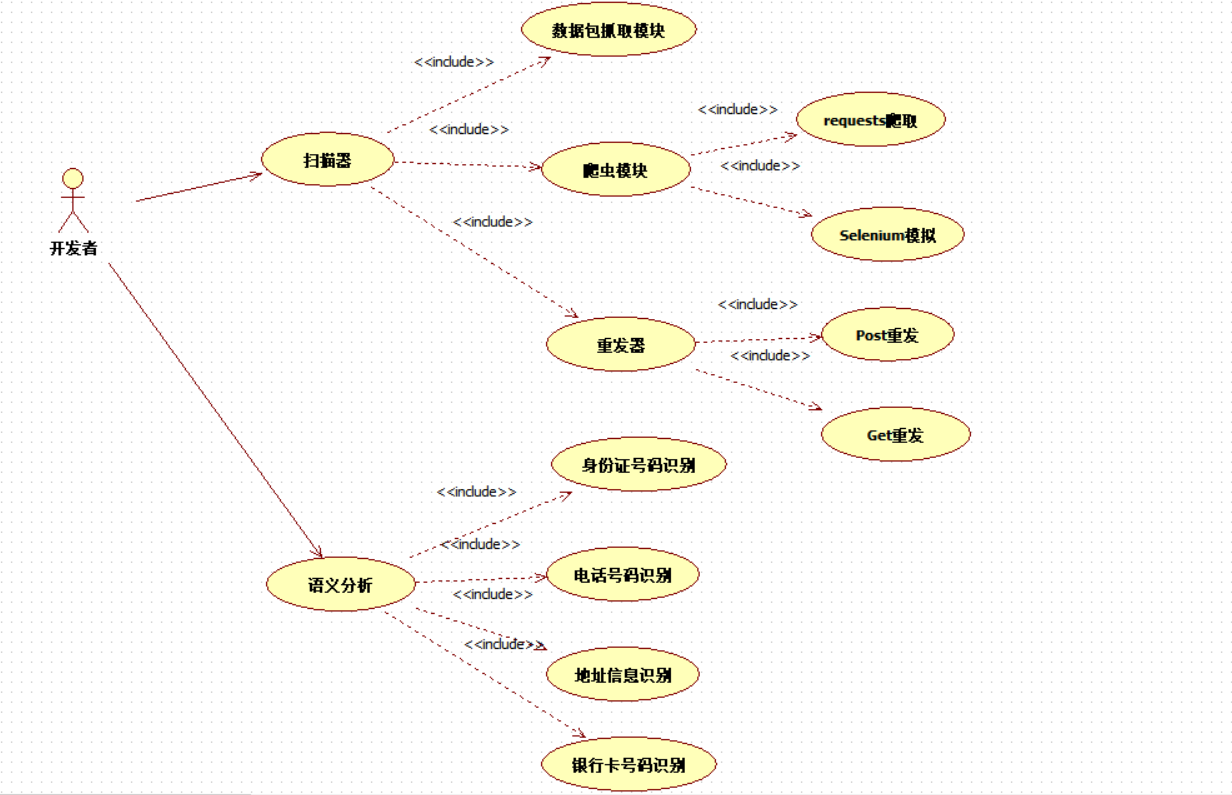 数据包抓取模块
<<include>>
<<include>>
requests爬取
<<include>>
扫描器
爬虫模块
<<include>>
<<include>>
Selenium模拟
开发者
<<include>>
Post重发
重发器
<<include>>
Get重发
身份证号码识别
<<include>>
<<include>>
电话号码识别
语义分析
<<include>>
<<include>>
地址信息识别
银行卡号码识别